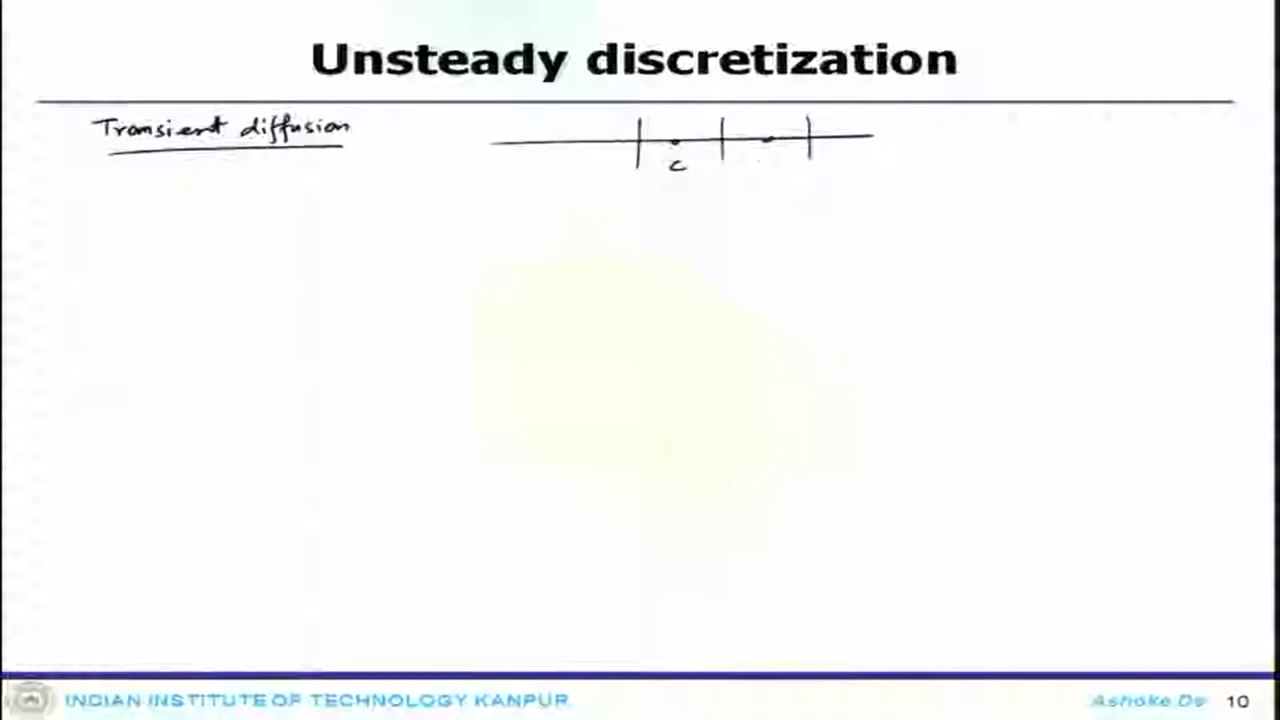 Unsteady discretization
Transient diffusion
C
INDIAN INSTITUTE OF TECHNOLOGY KANPUR
Ashoke De 10